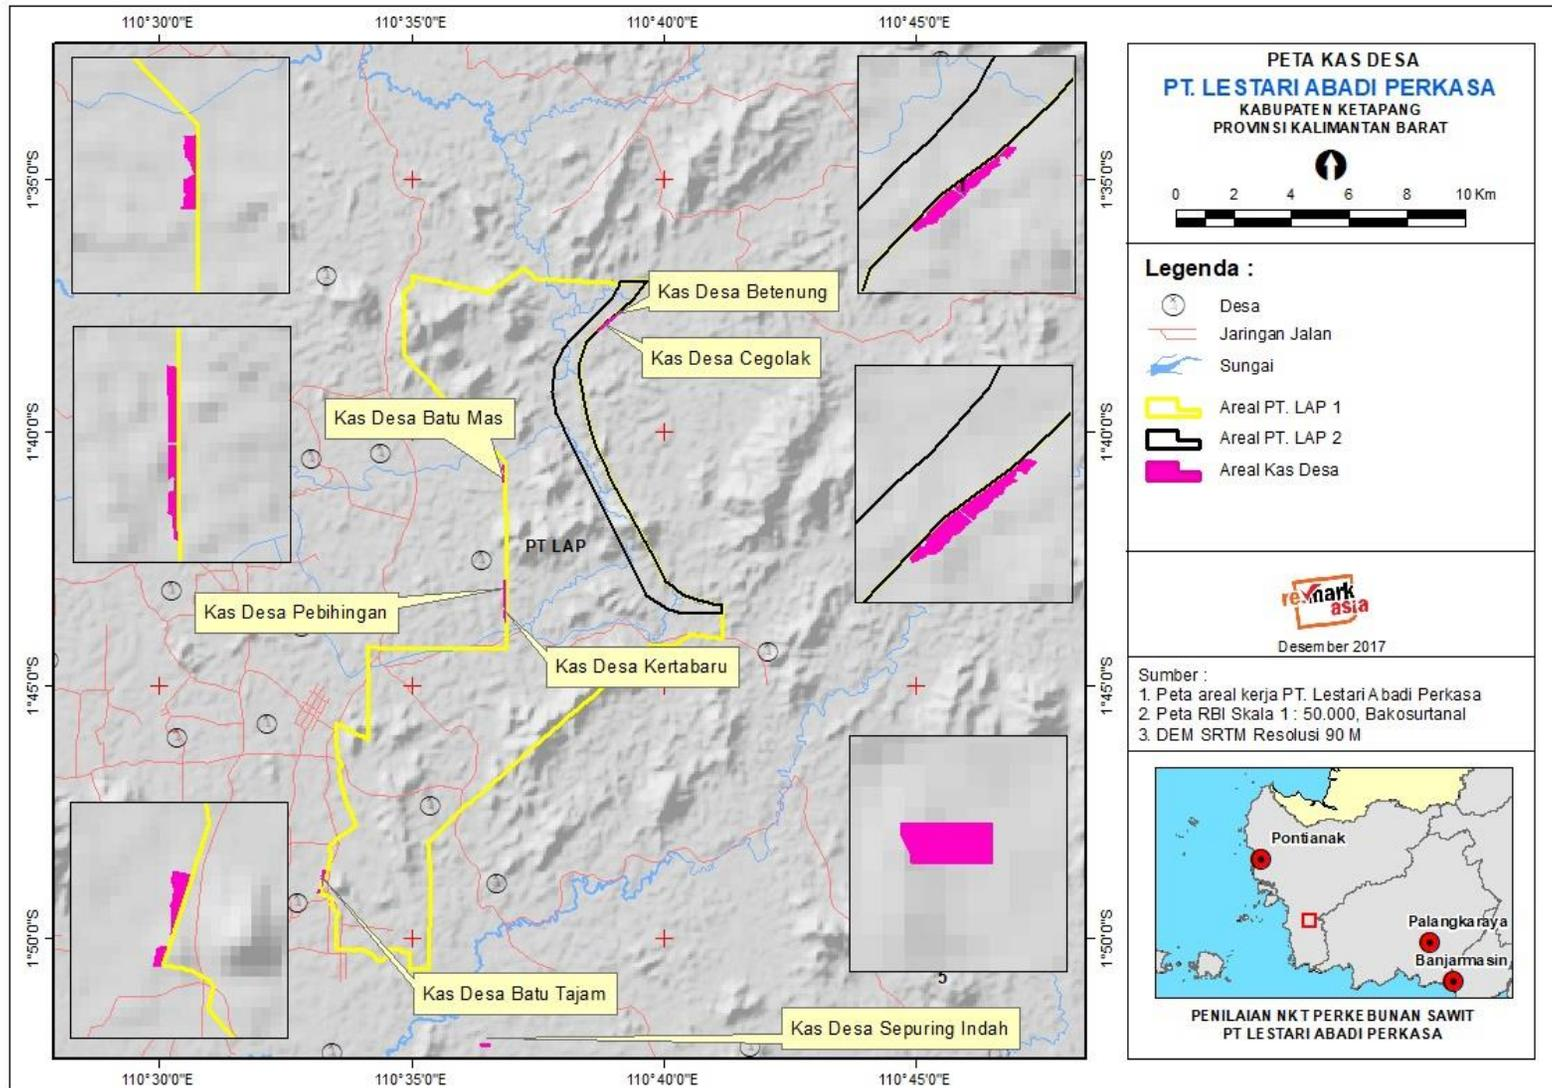 110°30'0"E
110°35'0"E
110°40'0"E
110°45'0"E
1°35'0"S
1°35'0"S
1°40'0"S
1°40'0"S
1°45'0"S
1°45'0"S
1°50'0"S
1°50'0"S
Kas Desa Betenung
Kas Desa Cegolak
Kas Desa Batu Mas
PT LAP
Kas Desa Pebihingan
Kas Desa Kertabaru
Kas Desa Batu Tajam
5
Kas Desa Sepuring Indah
110°30'0"E
110°35'0"E
110°40'0"E
110°45'0"E
PETA KAS DESA
PT. LESTARI ABADI PERKASA
KABUPATEN KETAPANG
PROVINSI KALIMANTAN BARAT
0 2 4 6 8 10 Km
Legenda :
Desa
Jaringan Jalan
Sungai
Areal PT. LAP 1
Areal PT. LAP 2
Areal Kas Desa
re-mark
asia
Desember 2017
Sumber :
1. Peta areal kerja PT. Lestari Abadi Perkasa
2. Peta RBI Skala 1 : 50.000, Bakosurtanal
3. DEM SRTM Resolusi 90 M
Pontianak
Palangkaraya
Banjarmasin
PENILAIAN NKT PERKEBUNAN SAWIT
PT LESTARI ABADI PERKASA